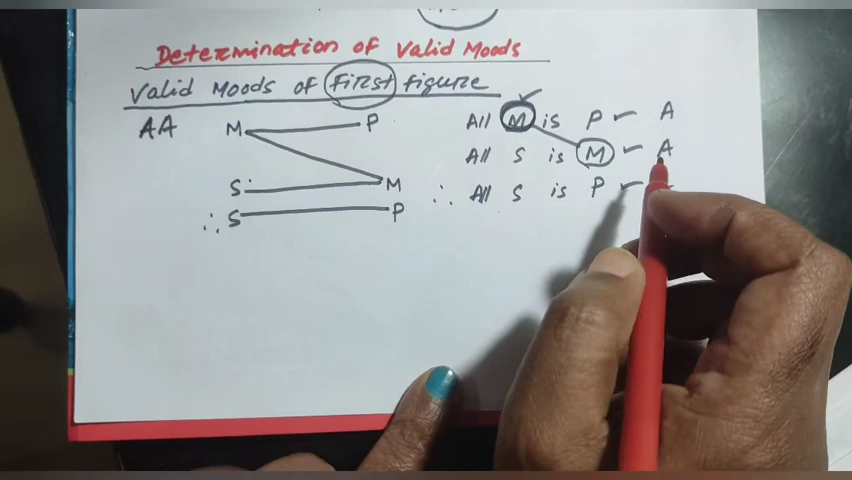 Determination of Valid Moods
Valid Moods of First figure
AA
M P
S M
∴ S P
All M is P A
All S is M A
∴ All S is P